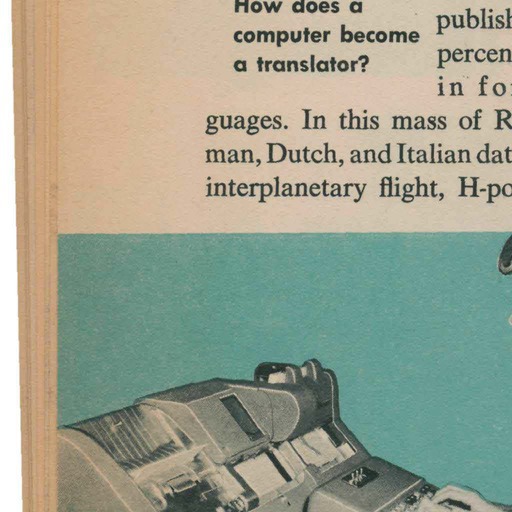 How does a
computer become
a translator?
publish
percen
in for
guages. In this mass of R
man, Dutch, and Italian dat
interplanetary flight, H-po